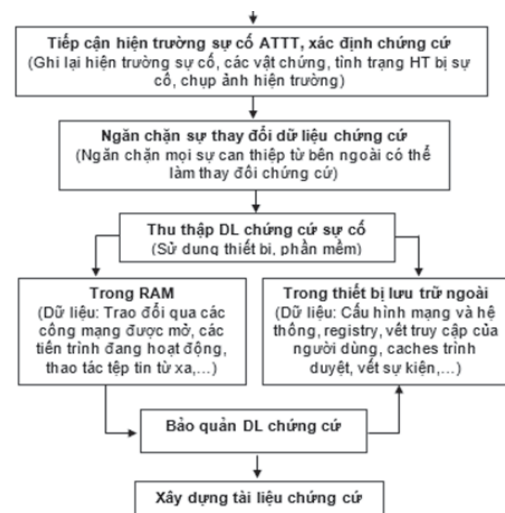 Tiếp cận hiện trường sự cố ATTT, xác định chứng cứ
(Ghi lại hiện trường sự cố, các vật chứng, tình trạng HT bị sự
cố, chụp ảnh hiện trường)
Ngăn chặn sự thay đổi dữ liệu chứng cứ
(Ngăn chặn mọi sự can thiệp từ bên ngoài có thể
làm thay đổi chứng cứ)
Thu thập DL chứng cứ sự cố
(Sử dụng thiết bị, phần mềm)
Trong RAM
(Dữ liệu: Trao đổi qua các
cổng mạng được mở, các
tiến trình đang hoạt động,
thao tác tệp tin từ xa,...)
Trong thiết bị lưu trữ ngoài
(Dữ liệu: Cấu hình mạng và hệ
thống, registry, vết truy cập của
người dùng, caches trình
duyệt, vết sự kiện,...)
Bảo quản DL chứng cứ
Xây dựng tài liệu chứng cứ